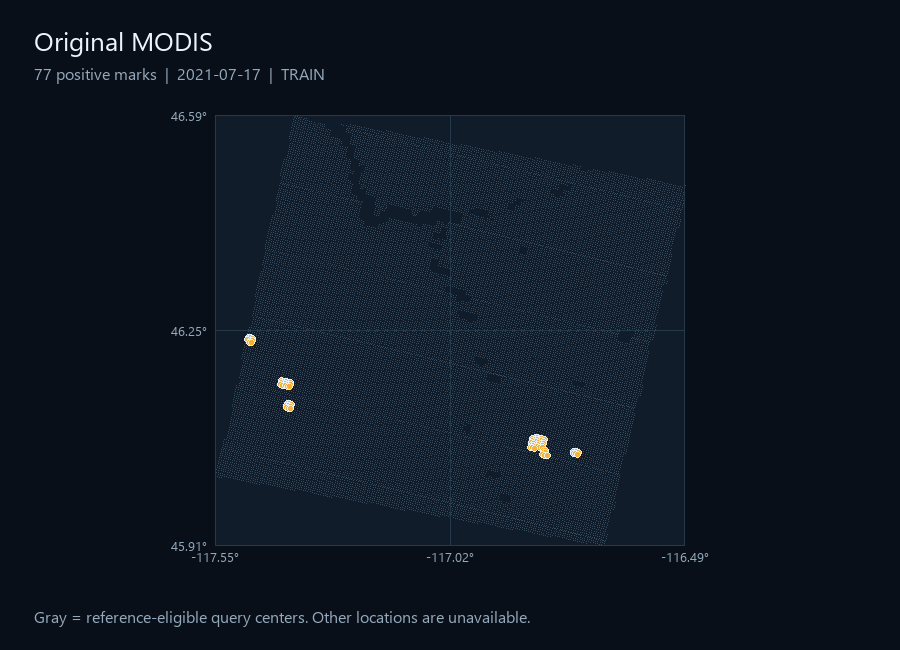 Original MODIS
77 positive marks | 2021-07-17 | TRAIN
46.59°
46.25°
45.91°
-117.55°
-117.02°
-116.49°
Gray = reference-eligible query centers. Other locations are unavailable.